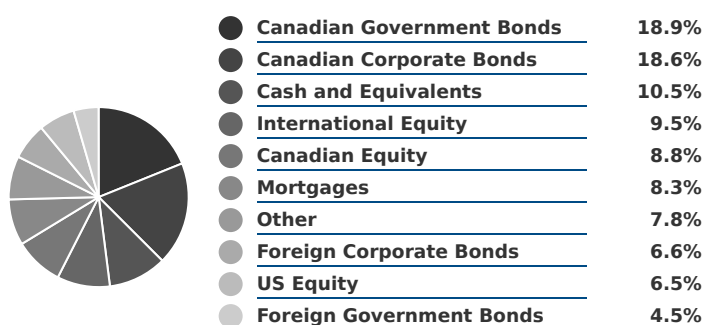 Canadian Government Bonds 18.9%
Canadian Corporate Bonds 18.6%
Cash and Equivalents 10.5%
International Equity 9.5%
Canadian Equity 8.8%
Mortgages 8.3%
Other 7.8%
Foreign Corporate Bonds 6.6%
US Equity 6.5%
Foreign Government Bonds 4.5%